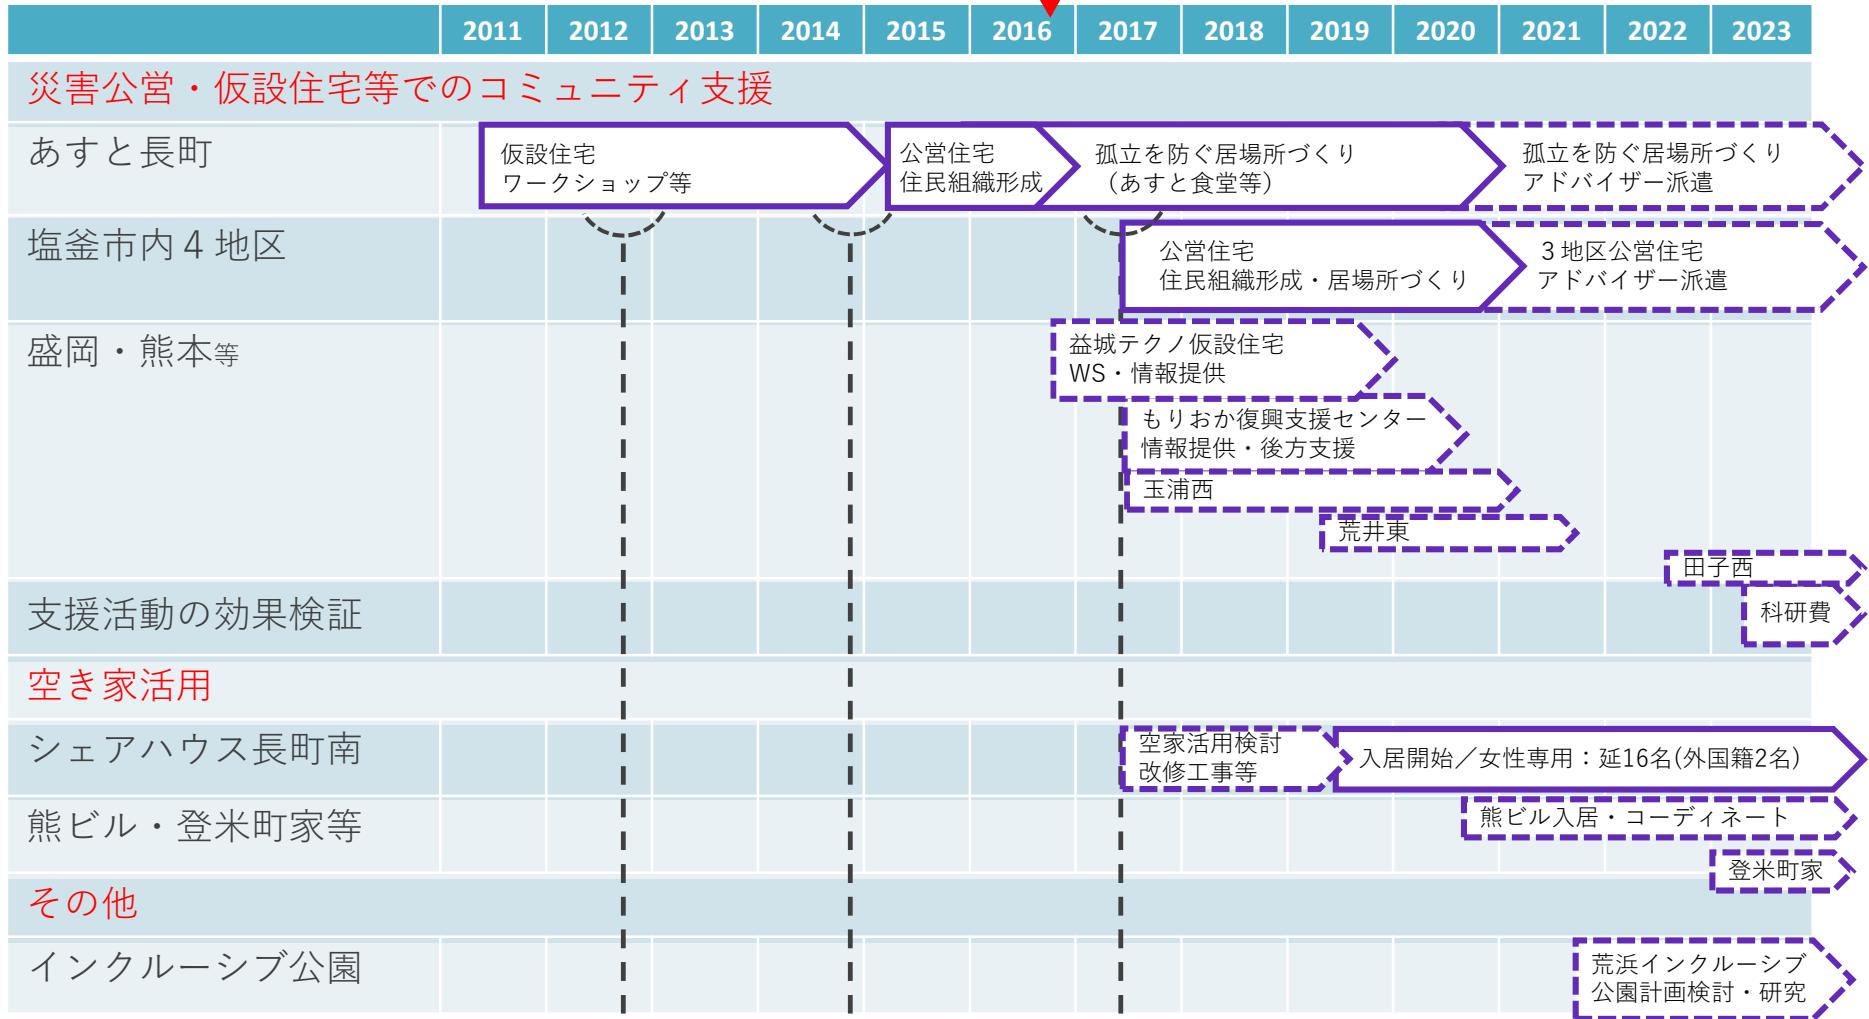 2011 2012 2013 2014 2015 2016 2017 2018 2019 2020 2021 2022 2023
災害公営・仮設住宅等でのコミュニティ支援
あすと長町
仮設住宅
ワークショップ等
公営住宅
住民組織形成
孤立を防ぐ居場所づくり
（あすと食堂等）
孤立を防ぐ居場所づくり
アドバイザー派遣
塩釜市内４地区
公営住宅
住民組織形成・居場所づくり
３地区公営住宅
アドバイザー派遣
盛岡・熊本等
益城テクノ仮設住宅
WS・情報提供
もりおか復興支援センター
情報提供・後方支援
玉浦西
荒井東
田子西
支援活動の効果検証
科研費
空き家活用
シェアハウス長町南
空家活用検討
改修工事等
入居開始／女性専用：延16名(外国籍2名)
熊ビル・登米町家等
熊ビル入居・コーディネート
登米町家
その他
インクルーシブ公園
荒浜インクルーシブ
公園計画検討・研究